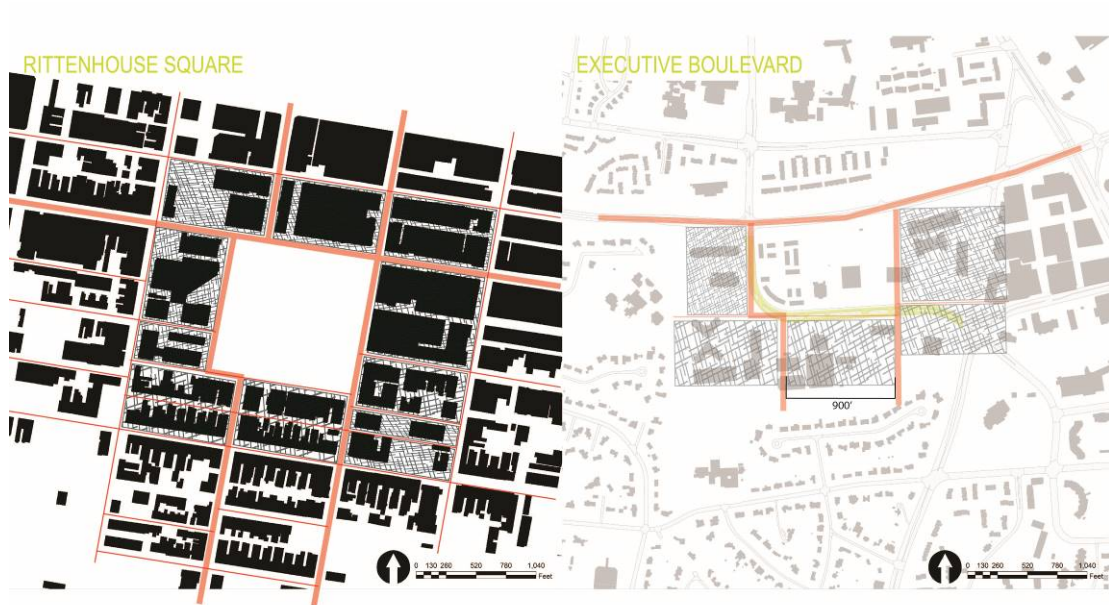 RITTENHOUSE SQUARE
EXECUTIVE BOULEVARD
900'
0 130 260 520 780 1,040
Feet
0 130 260 520 780 1,040
Feet